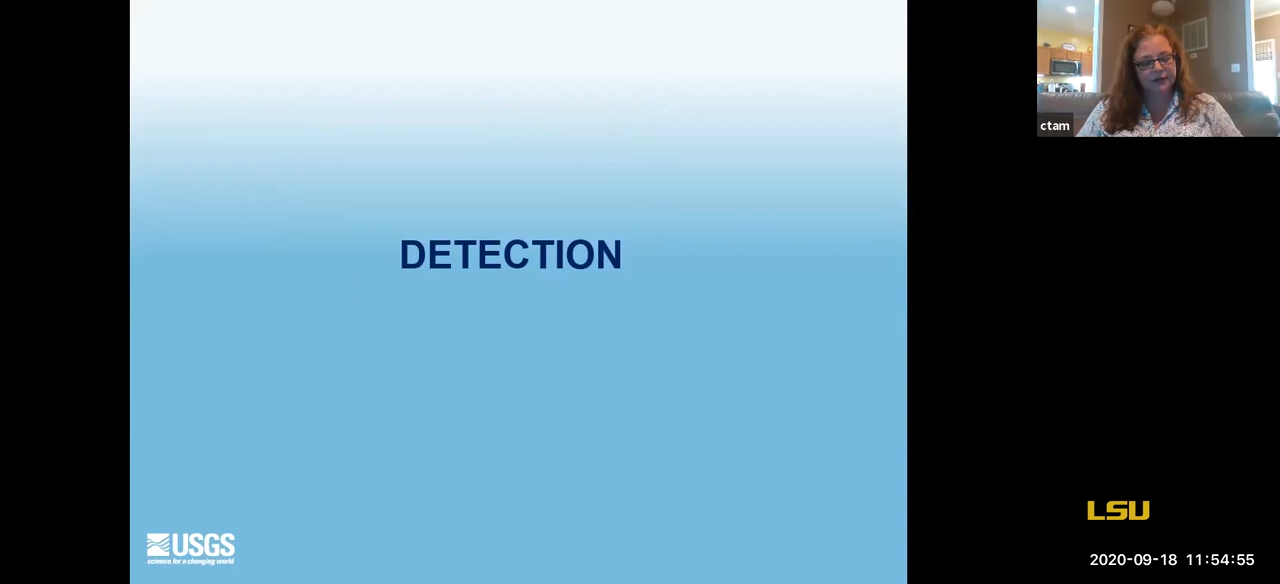 ctam
DETECTION
USGS
science for a changing world
LSU
2020-09-18 11:54:55